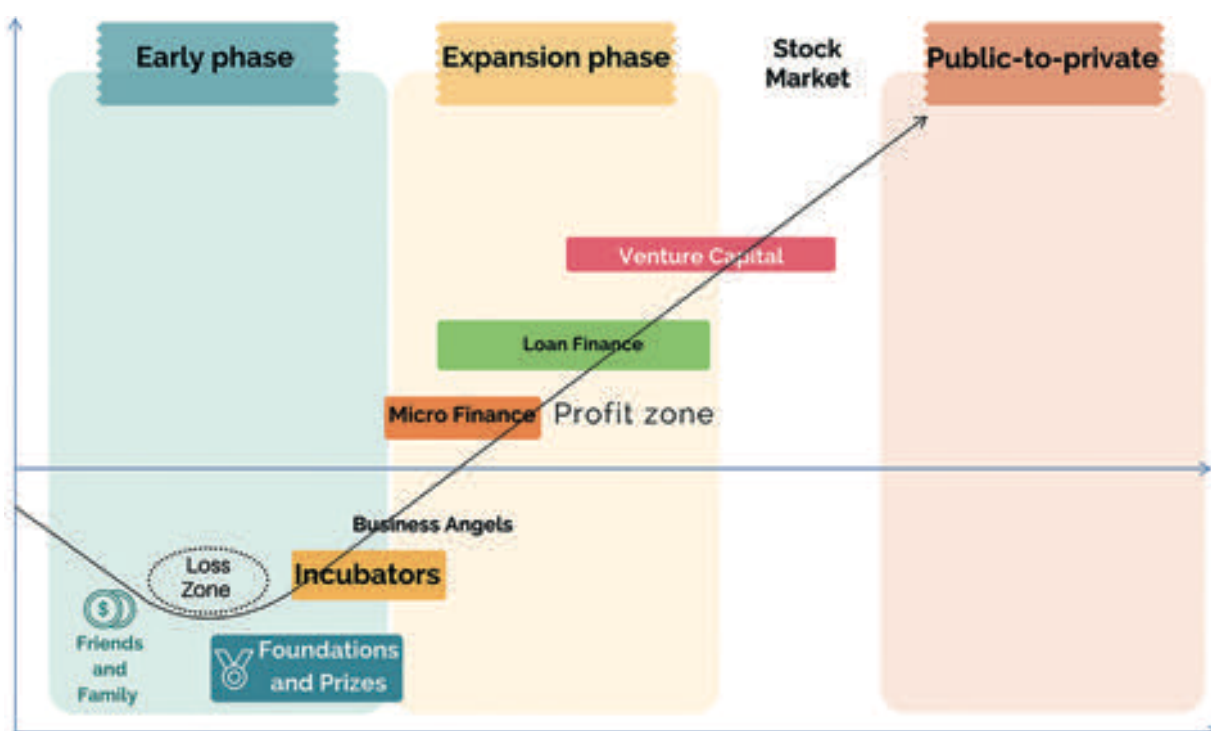 Early phase
Expansion phase
Stock
Market
Public-to-private
Venture Capital
Loan Finance
Micro Finance
Profit zone
Business Angels
Loss
Zone
Incubators
$
Friends
and
Family
Foundations
and Prizes